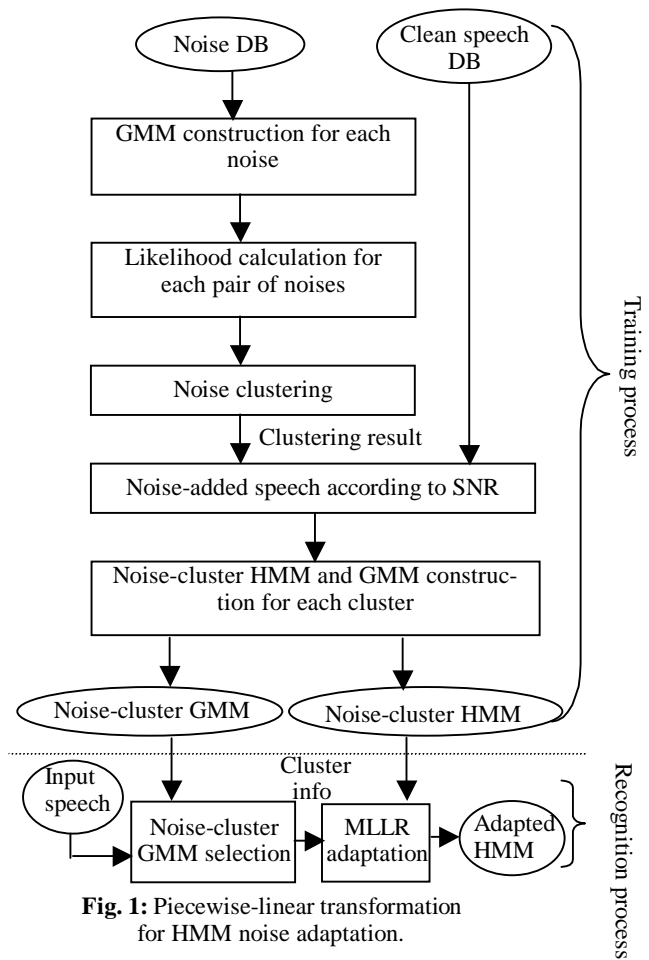 Noise DB
Clean speech
DB
GMM construction for each
noise
Likelihood calculation for
each pair of noises
Noise clustering
Clustering result
Noise-added speech according to SNR
Noise-cluster HMM and GMM construc-
tion for each cluster
Noise-cluster GMM
Noise-cluster HMM
Training process
Input
speech
Cluster
info
Noise-cluster
GMM selection
MLLR
adaptation
Adapted
HMM
Recognition process
Fig. 1: Piecewise-linear transformation
for HMM noise adaptation.